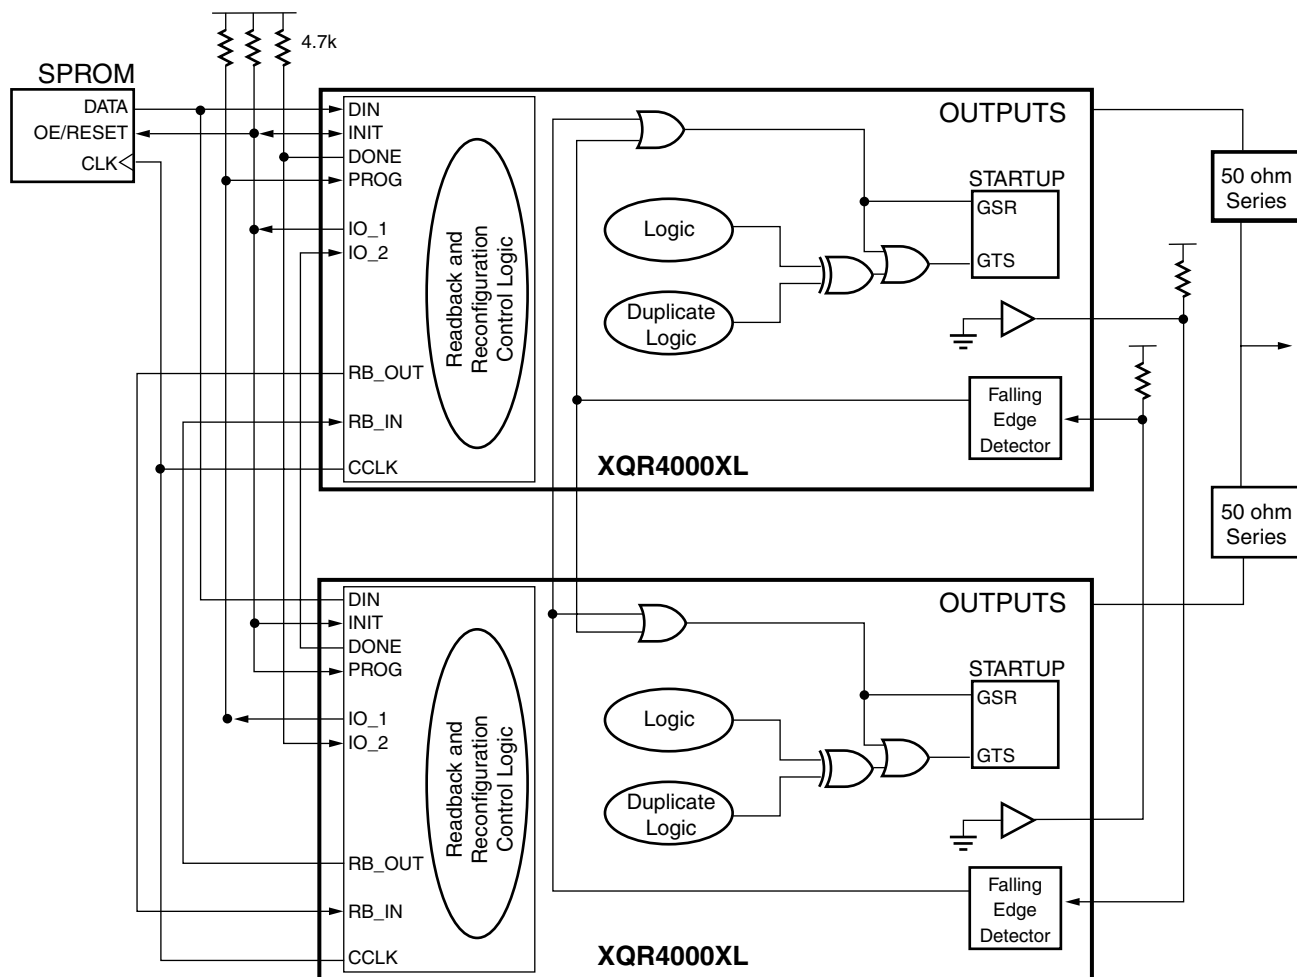 4.7k
SPROM
DATA
OE/RESET
CLK
DIN
INIT
DONE
PROG
IO_1
IO_2
RB_OUT
RB_IN
CCLK
Readback and
Reconfiguration
Control Logic
OUTPUTS
STARTUP
GSR
GTS
Logic
Duplicate
Logic
Falling
Edge
Detector
XQR4000XL
50 ohm
Series
50 ohm
Series
DIN
INIT
DONE
PROG
IO_1
IO_2
RB_OUT
RB_IN
CCLK
Readback and
Reconfiguration
Control Logic
OUTPUTS
STARTUP
GSR
GTS
Logic
Duplicate
Logic
Falling
Edge
Detector
XQR4000XL